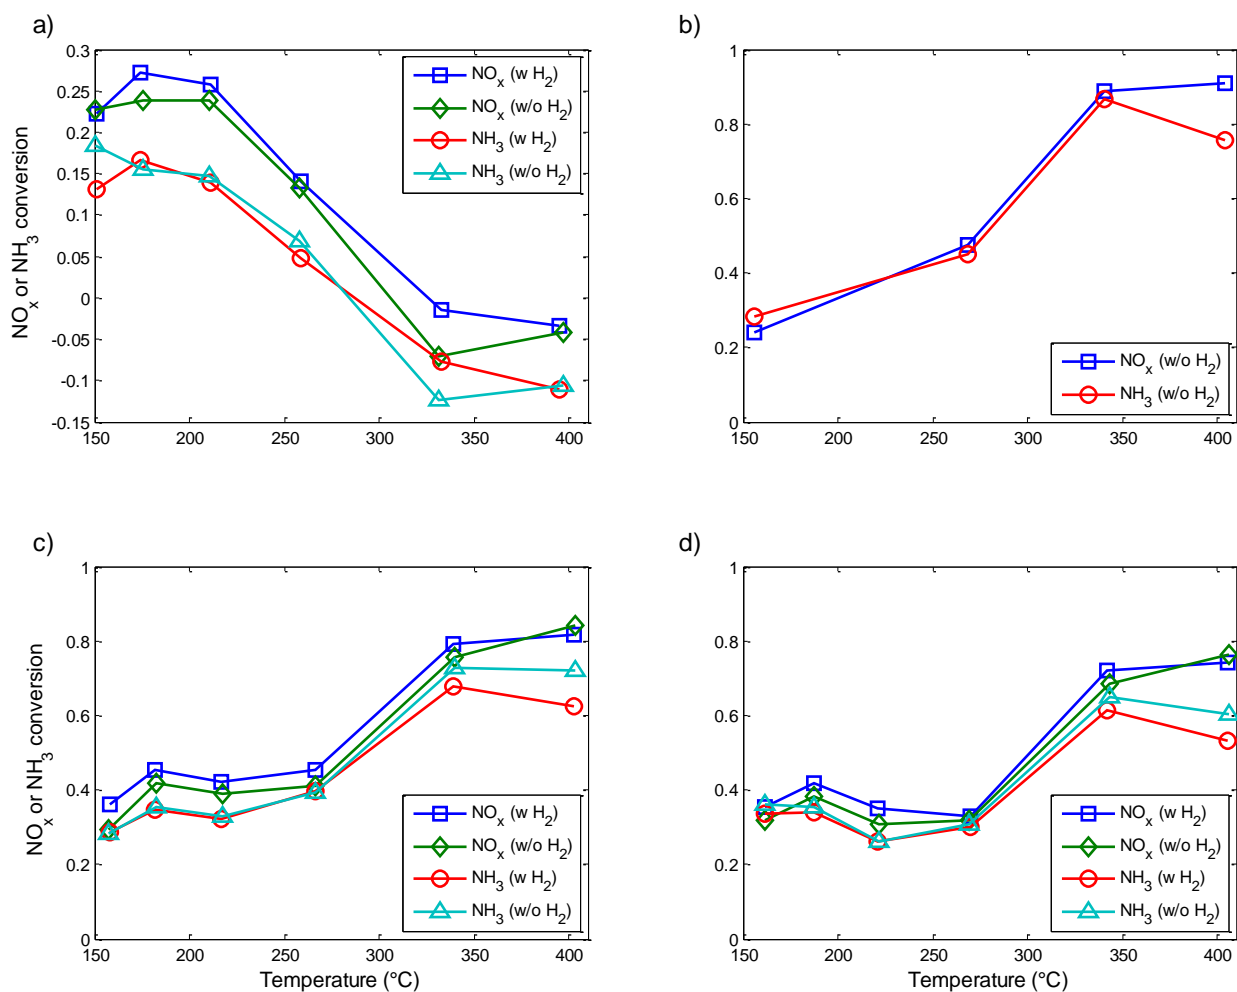 a)
0.3
0.25
0.2
0.15
0.1
0.05
0
-0.05
-0.1
-0.15
150 200 250 300 350 400
NOx or NH3 conversion
NOx (w H2)
NOx (w/o H2)
NH3 (w H2)
NH3 (w/o H2)
b)
1
0.8
0.6
0.4
0.2
0
150 200 250 300 350 400
NOx (w/o H2)
NH3 (w/o H2)
c)
1
0.8
0.6
0.4
0.2
0
150 200 250 300 350 400
NOx or NH3 conversion
Temperature (°C)
NOx (w H2)
NOx (w/o H2)
NH3 (w H2)
NH3 (w/o H2)
d)
1
0.8
0.6
0.4
0.2
0
150 200 250 300 350 400
Temperature (°C)
NOx (w H2)
NOx (w/o H2)
NH3 (w H2)
NH3 (w/o H2)